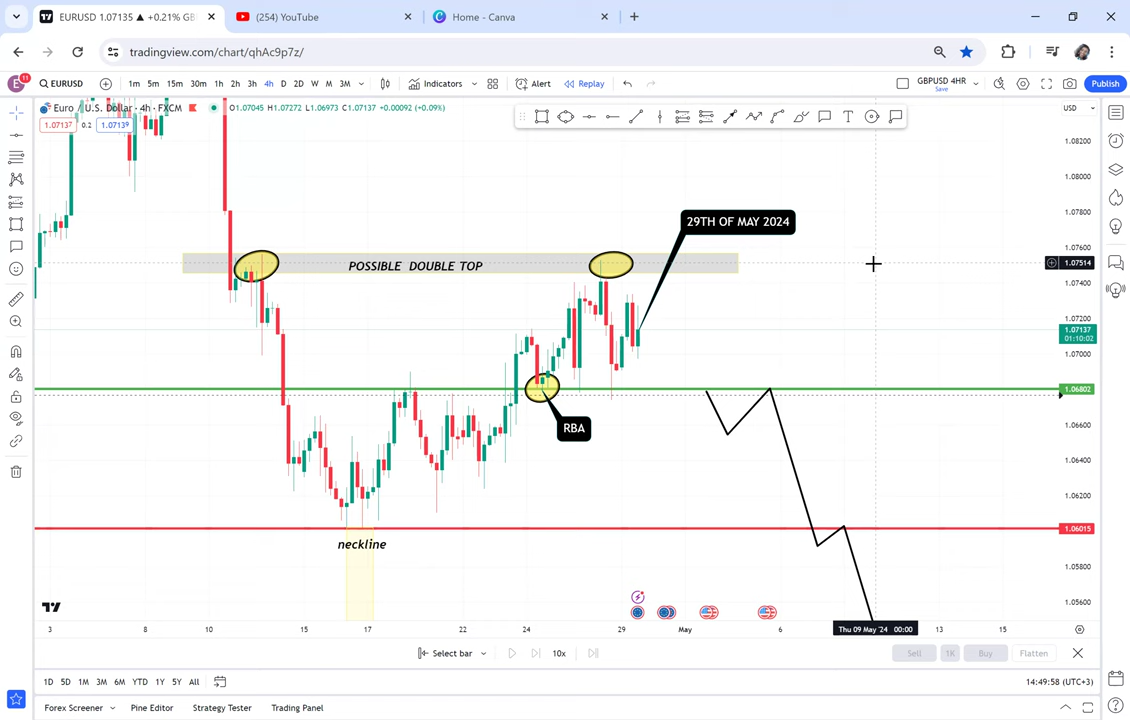 EURUSD 1.07135 ▲ +0.21% GB
(254) YouTube
Home - Canva
tradingview.com/chart/qhAc9p7z/
E 11 EURUSD 1m 5m 15m 30m 1h 2h 3h 4h D 2D W M 3M Indicators Alert Replay GBPUSD 4HR Save Publish
Euro / U.S. Dollar · 4h · FXCM O1.07045 H1.07272 L1.06973 C1.07137 +0.00092 (+0.09%) USD
1.07137 0.2 1.07139
1.08200
1.08000
1.07800
29TH OF MAY 2024
1.07600
POSSIBLE DOUBLE TOP
1.07514
1.07400
1.07200
1.07137
01:10:02
1.07000
1.06802
RBA
1.06600
1.06400
1.06200
1.06015
neckline
1.05800
1.05600
3 8 10 15 17 22 24 29 May 6 Thu 09 May '24 00:00 13 15
Select bar 10x Sell 1K Buy Flatten
1D 5D 1M 3M 6M YTD 1Y 5Y All 14:49:58 (UTC+3)
Forex Screener Pine Editor Strategy Tester Trading Panel